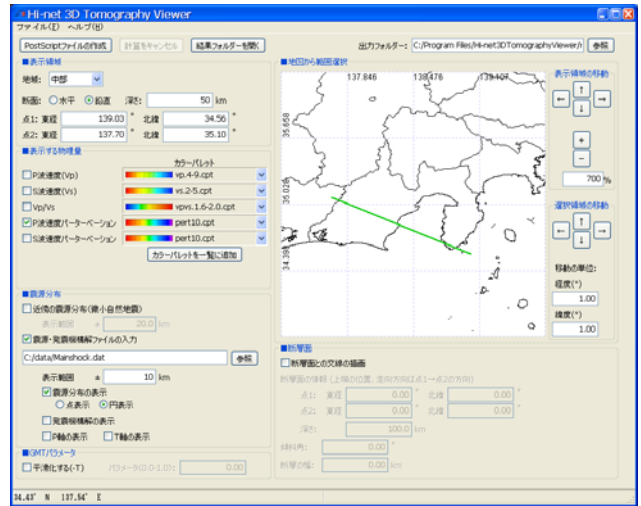 Hi-net 3D Tomography Viewer
ファイル(F) ヘルプ(H)
PostScriptファイルの作成 計算をキャンセル 結果フォルダーを開く 出力フォルダー: C:/Program Files/Hi-net3DTomographyViewer/r 参照
■表示領域
地域: 中部
断面: 水平 鉛直 深さ: 50 km
点1: 東経 139.03 ° 北緯 34.56 °
点2: 東経 137.70 ° 北緯 35.10 °
■表示する物理量
カラーパレット
P波速度(Vp) vp.4-9.cpt
S波速度(Vs) vs.2-5.cpt
Vp/Vs vpvs.1.6-2.0.cpt
P波速度パーターベーション pert10.cpt
S波速度パーターベーション pert10.cpt
カラーパレットを一覧に追加
■震源分布
近傍の震源分布(微小自然地震)
表示範囲 ± 20.0 km
震源・発震機構解ファイルの入力
C:/data/Mainshock.dat 参照
表示範囲 ± 10 km
震源分布の表示
点表示 円表示
発震機構解の表示
P軸の表示 T軸の表示
■GMTパラメータ
平滑化する(-T) パラメータ(0.0-1.0): 0.00
■地図から範囲選択
137.846 138.476 139.107
35.658
35.028
34.398
表示領域の移動
←
↑
↓
→
+
-
700 %
選択領域の移動
←
↑
↓
→
移動の単位:
経度(°)
1.00
緯度(°)
1.00
■断層面
断層面との交線の描画
断層面の情報 (上端の位置、走向方向は点1→点2の方向)
点1: 東経 0.00 ° 北緯 0.00 °
点2: 東経 0.00 ° 北緯 0.00 °
深さ: 100.0 km
傾斜角: 0.00 °
断層の幅: 0.00 km
34.43° N 137.54° E